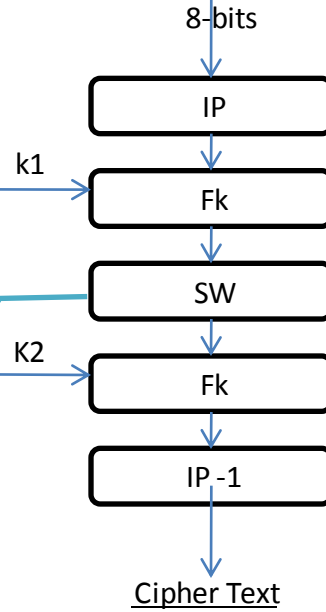 8-bits
IP
k1
Fk
SW
K2
Fk
IP -1
Cipher Text